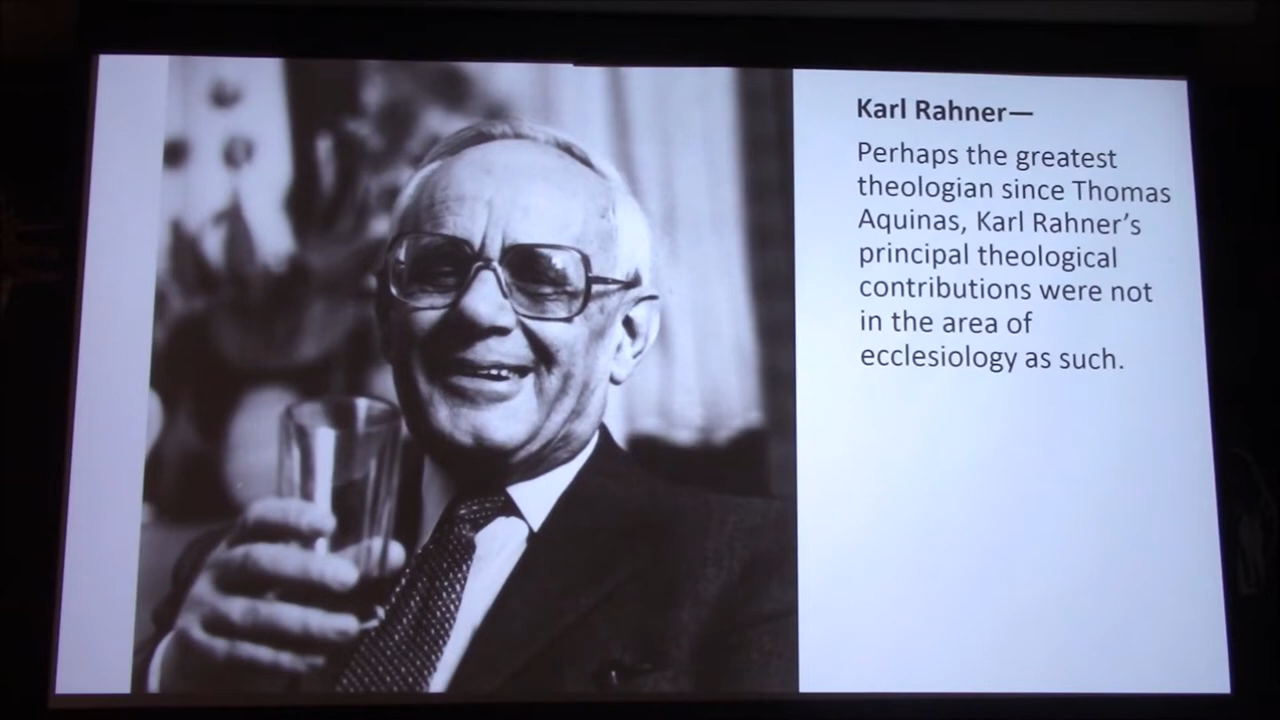 Karl Rahner—
Perhaps the greatest
theologian since Thomas
Aquinas, Karl Rahner’s
principal theological
contributions were not
in the area of
ecclesiology as such.